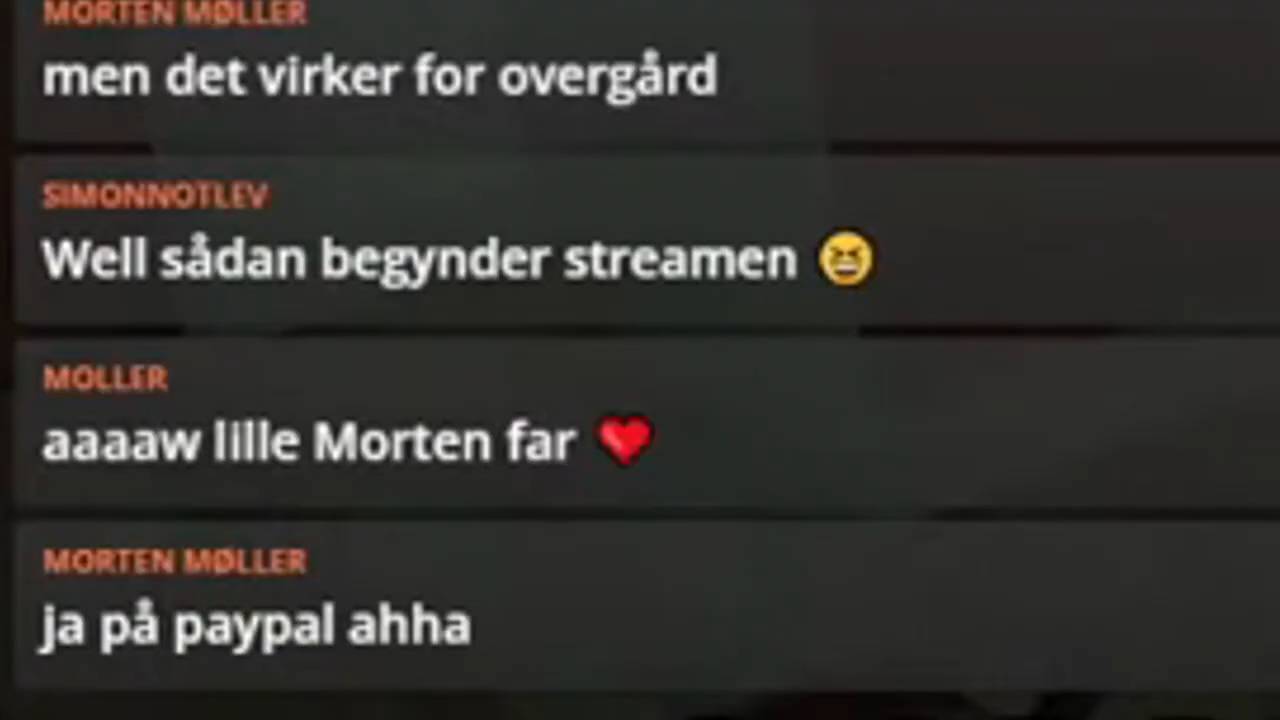 MORTEN MØLLER
men det virker for overgård
SIMONNOTLEV
Well sådan begynder streamen 😆
MOLLER
aaaaw lille Morten far ❤️
MORTEN MØLLER
ja på paypal ahha